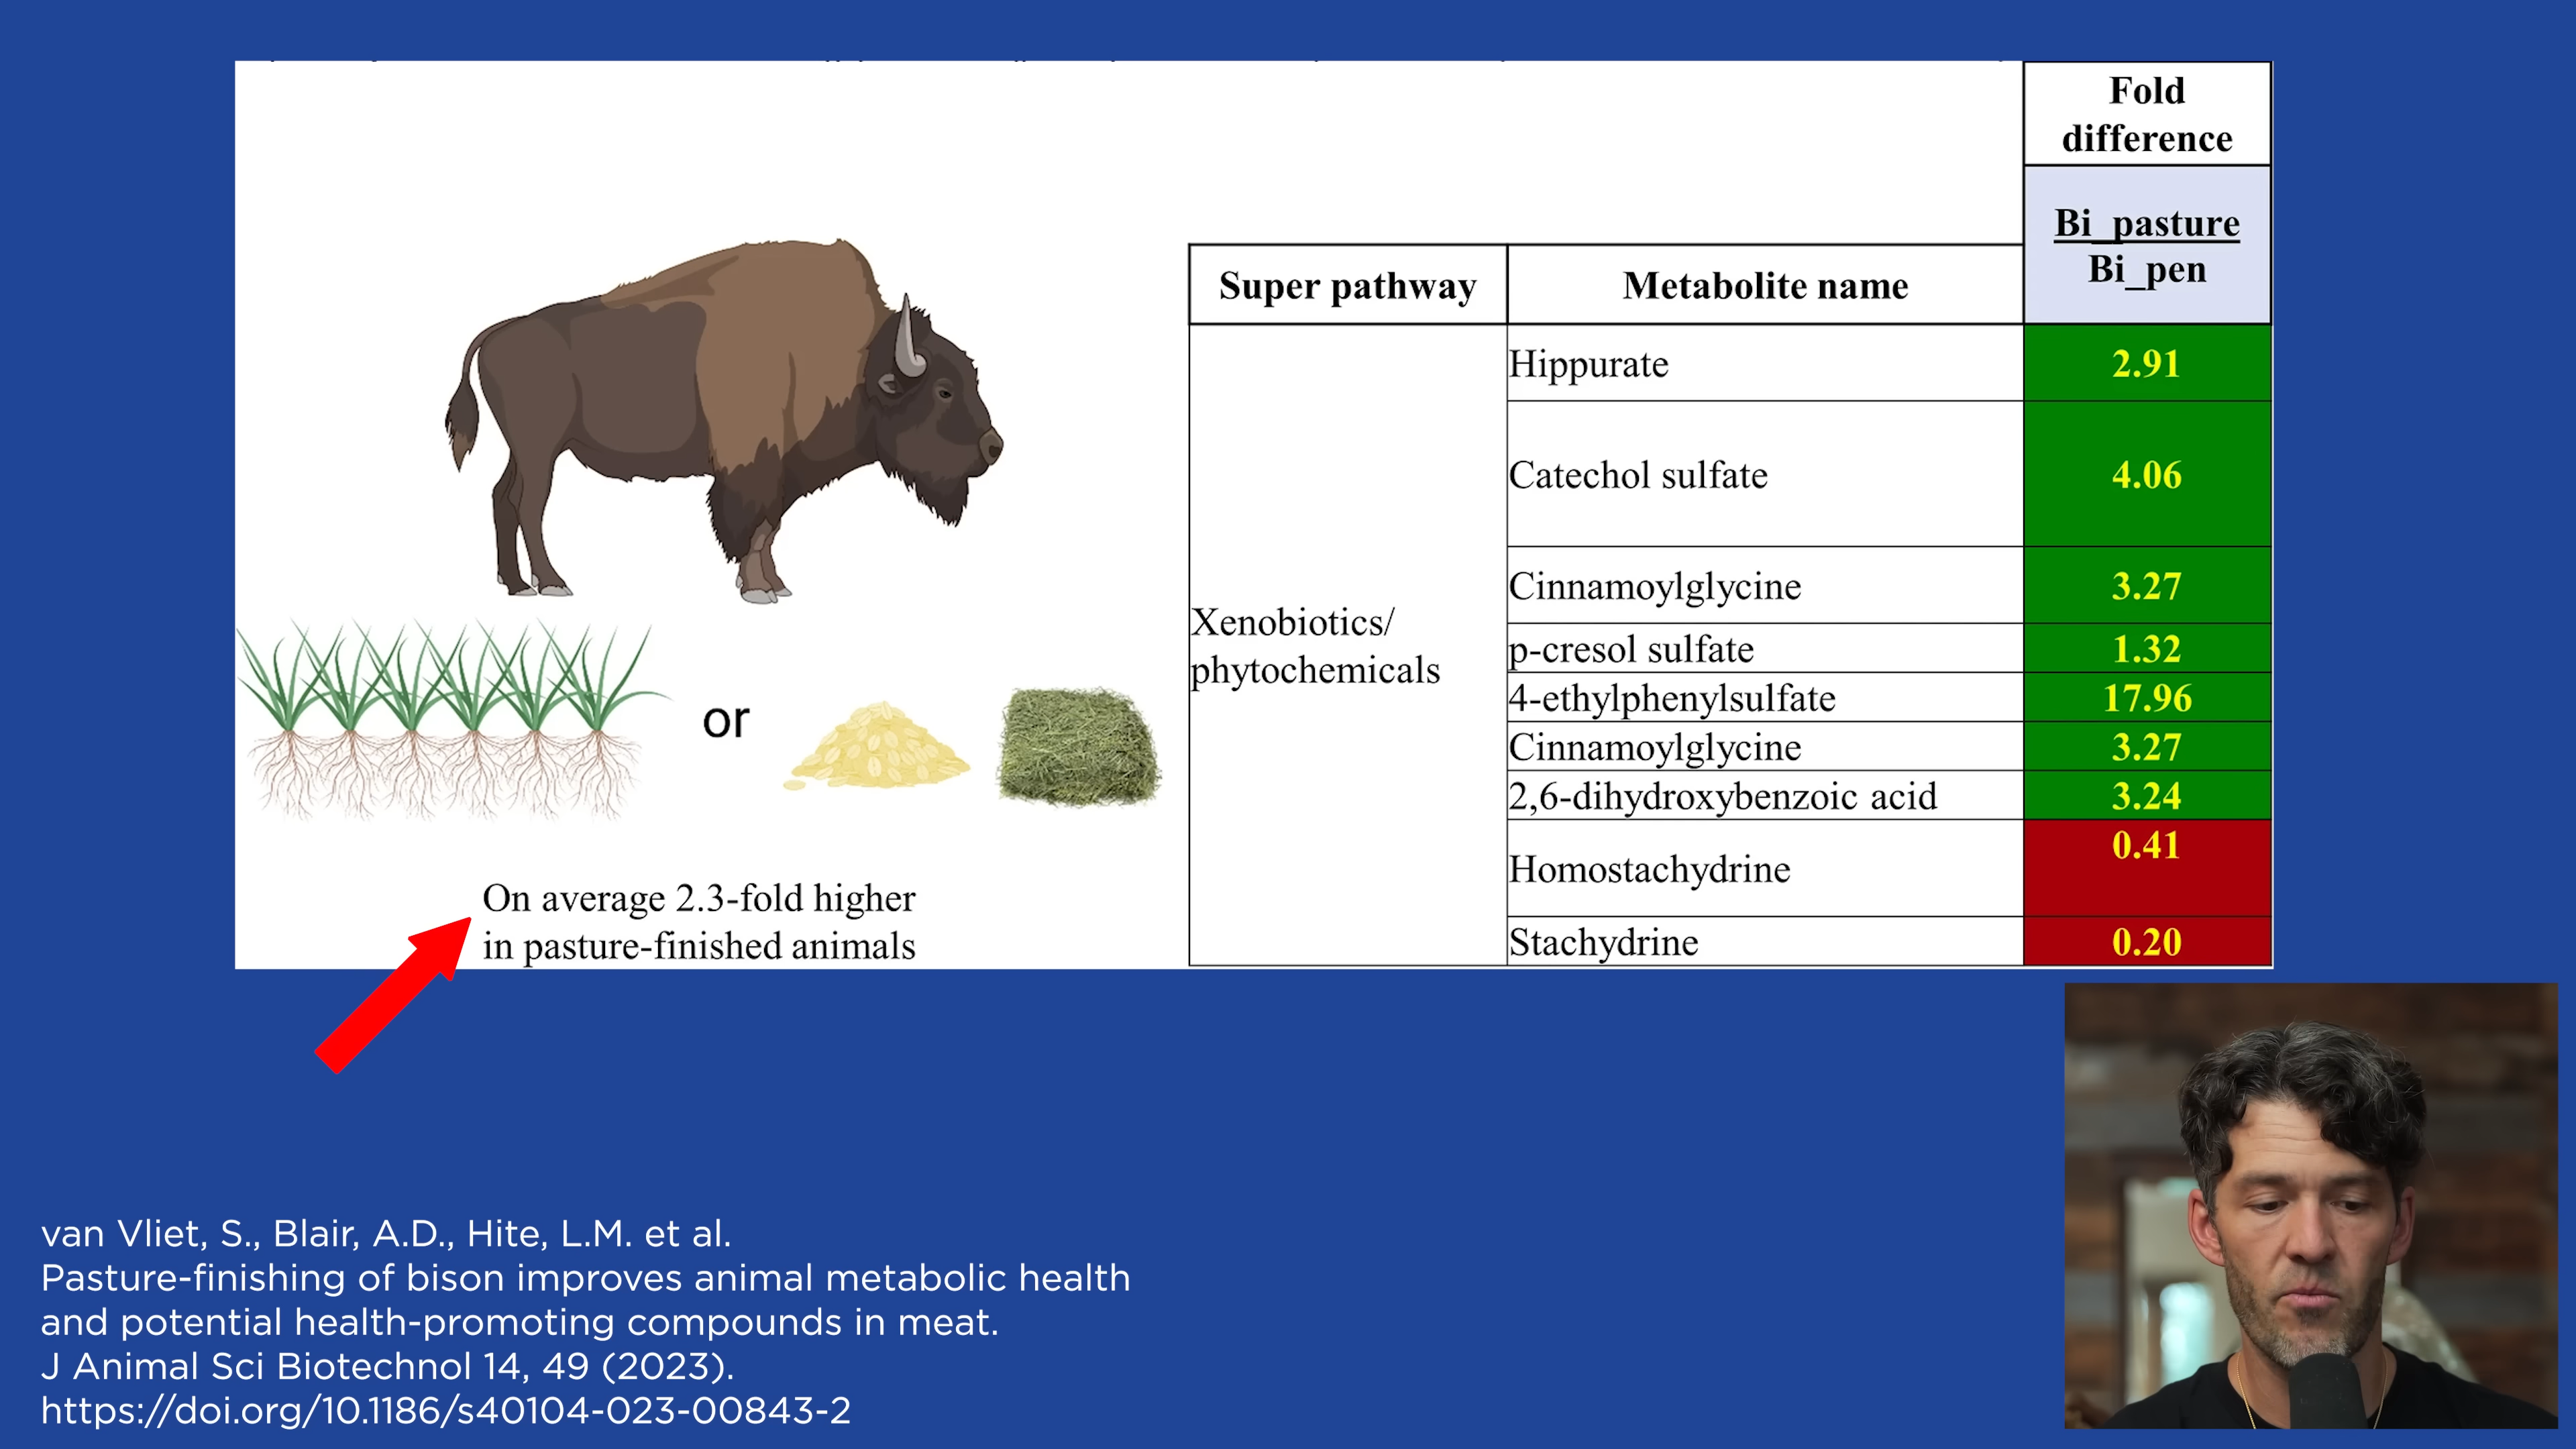 Fold
difference
Bi_pasture
Bi_pen
Super pathway
Metabolite name
Xenobiotics/
phytochemicals
Hippurate
2.91
Catechol sulfate
4.06
Cinnamoylglycine
3.27
p-cresol sulfate
1.32
4-ethylphenylsulfate
17.96
Cinnamoylglycine
3.27
2,6-dihydroxybenzoic acid
3.24
Homostachydrine
0.41
Stachydrine
0.20
or
On average 2.3-fold higher
in pasture-finished animals
van Vliet, S., Blair, A.D., Hite, L.M. et al.
Pasture-finishing of bison improves animal metabolic health
and potential health-promoting compounds in meat.
J Animal Sci Biotechnol 14, 49 (2023).
https://doi.org/10.1186/s40104-023-00843-2